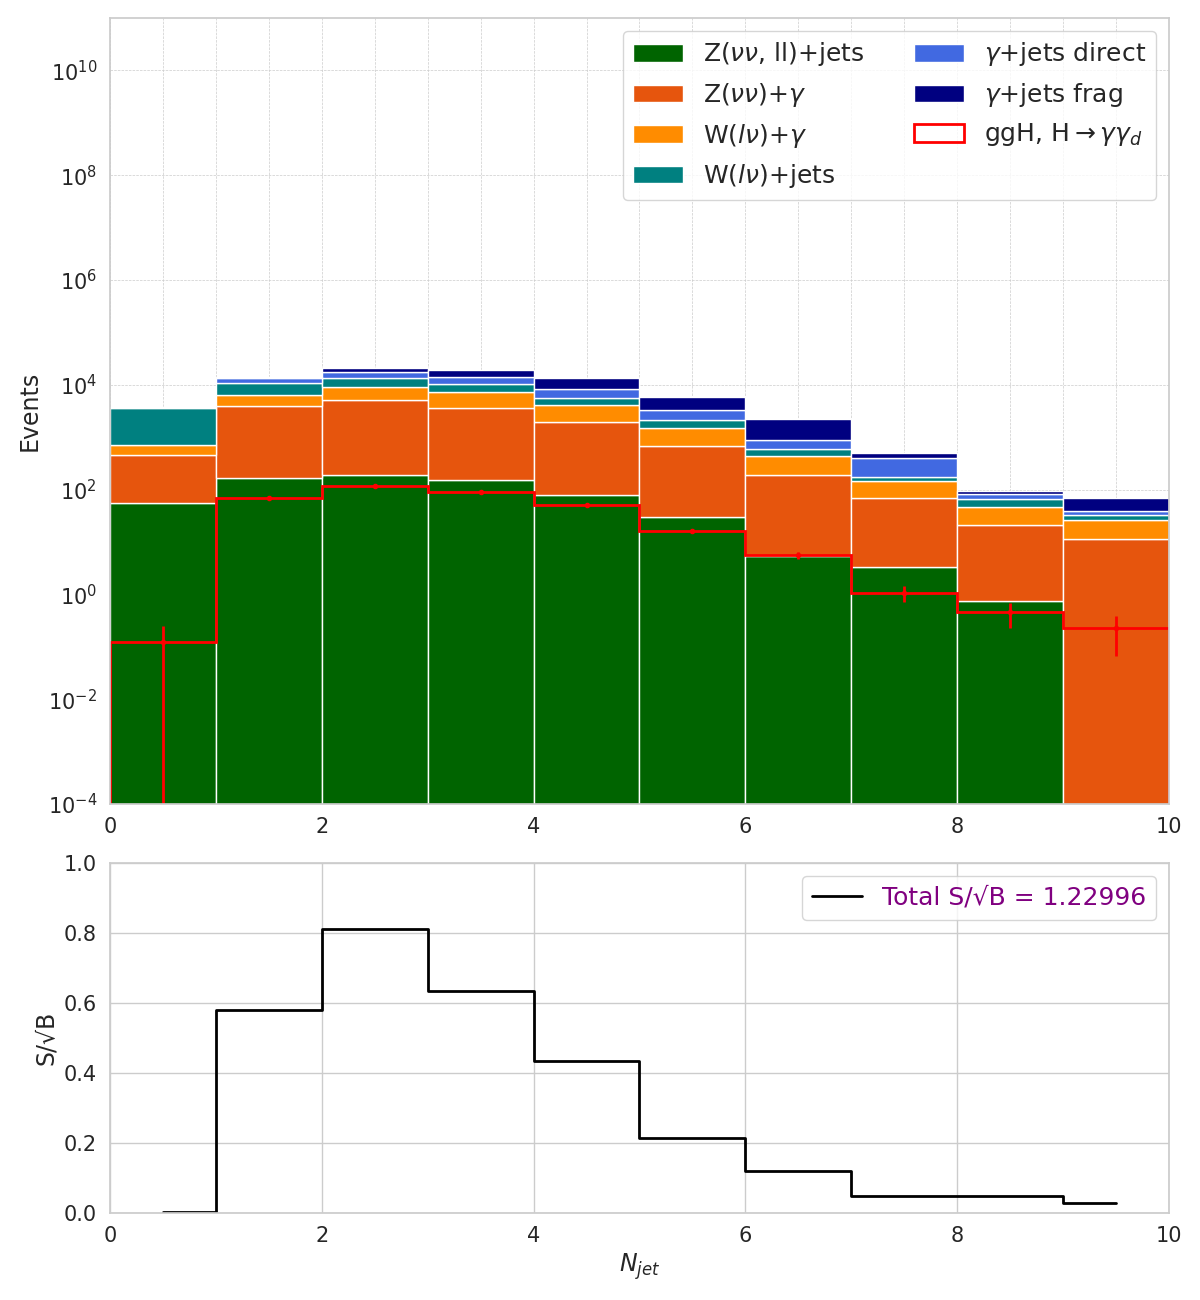 Z(νν, ll)+jets
Z(νν)+γ
W(lν)+γ
W(lν)+jets
γ+jets direct
γ+jets frag
ggH, H→γγ_d
Events
10^10
10^8
10^6
10^4
10^2
10^0
10^−2
10^−4
0 2 4 6 8 10
Total S/√B = 1.22996
S/√B
1.0
0.8
0.6
0.4
0.2
0.0
0 2 4 6 8 10
N_jet